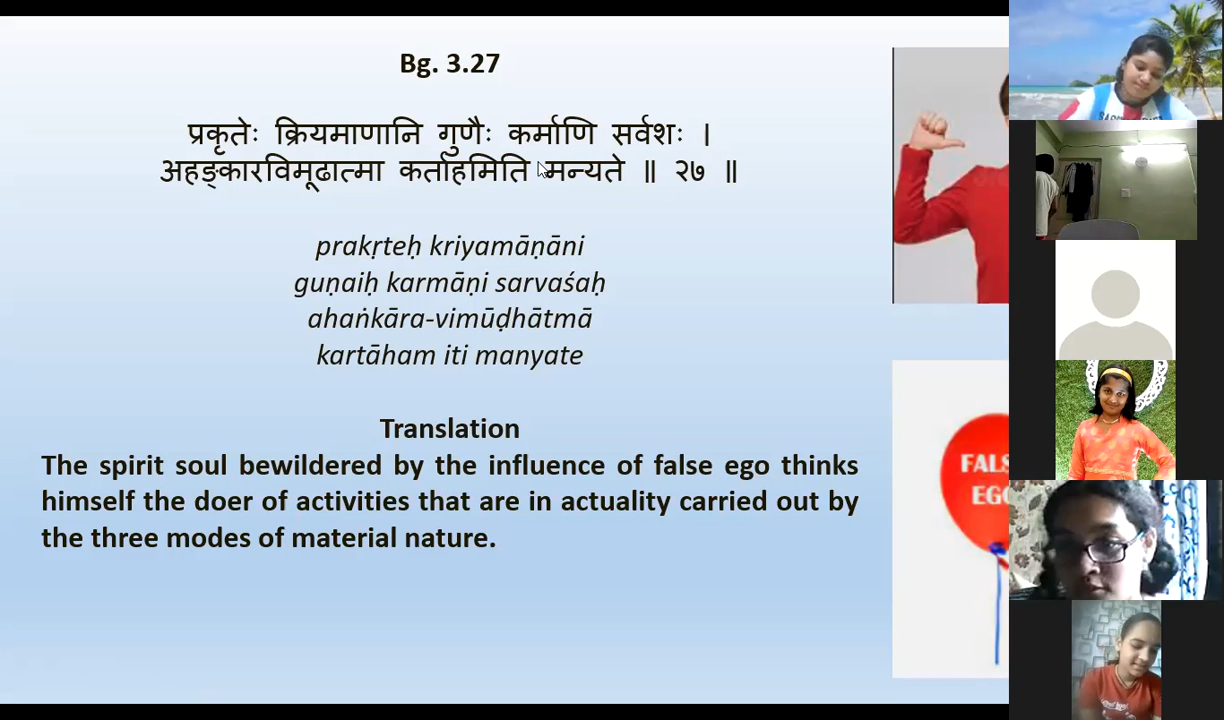 Bg. 3.27
प्रकृतेः क्रियमाणानि गुणैः कर्माणि सर्वशः ।
अहङ्कारविमूढात्मा कर्ताहमिति मन्यते ॥ २७ ॥
prakṛteḥ kriyamāṇāni
guṇaiḥ karmāṇi sarvaśaḥ
ahaṅkāra-vimūḍhātmā
kartāham iti manyate
Translation
The spirit soul bewildered by the influence of false ego thinks
himself the doer of activities that are in actuality carried out by
the three modes of material nature.